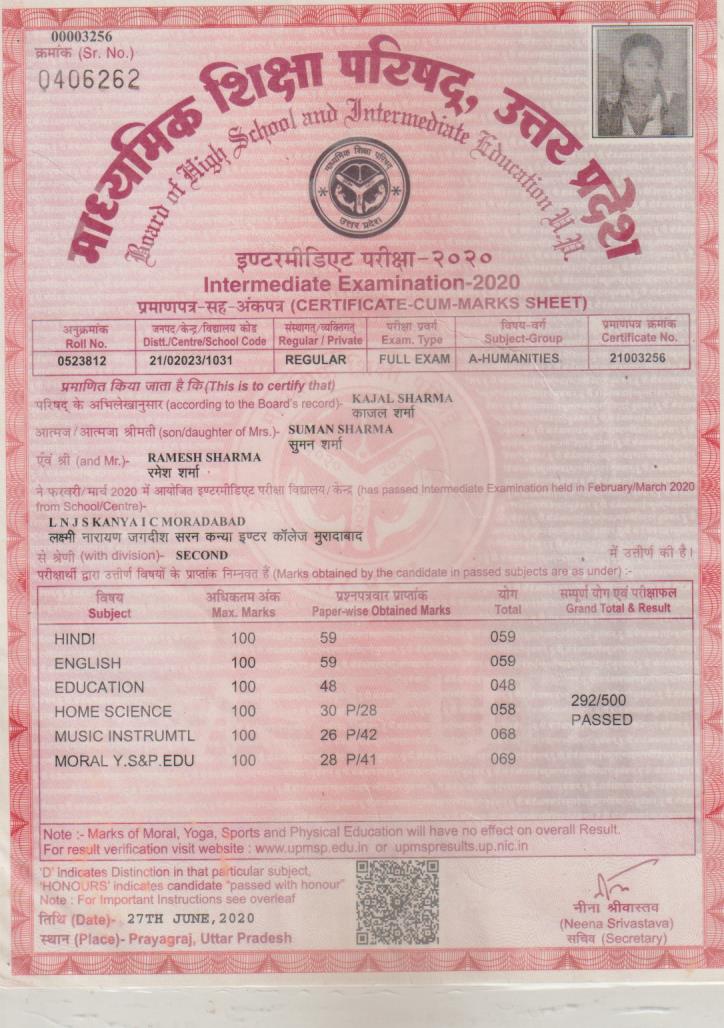 00003256
क्रमांक (Sr. No.)
0406262
माध्यमिक शिक्षा परिषद्, उत्तर प्रदेश
Board of High School and Intermediate Education U.P.
माध्यमिक शिक्षा परिषद
उत्तर प्रदेश
इण्टरमीडिएट परीक्षा-२०२०
Intermediate Examination-2020
प्रमाणपत्र-सह-अंकपत्र (CERTIFICATE-CUM-MARKS SHEET)
अनुक्रमांक जनपद/केन्द्र/विद्यालय कोड संस्थागत/व्यक्तिगत परीक्षा प्रवर्ग विषय-वर्ग प्रमाणपत्र क्रमांक
Roll No. Distt./Centre/School Code Regular / Private Exam. Type Subject-Group Certificate No.
0523812 21/02023/1031 REGULAR FULL EXAM A-HUMANITIES 21003256
प्रमाणित किया जाता है कि (This is to certify that)
परिषद् के अभिलेखानुसार (according to the Board's record)- KAJAL SHARMA
काजल शर्मा
आत्मज/आत्मजा श्रीमती (son/daughter of Mrs.)- SUMAN SHARMA
सुमन शर्मा
एंवं श्री (and Mr.)- RAMESH SHARMA
रमेश शर्मा
ने फरवरी/मार्च 2020 में आयोजित इण्टरमीडिएट परीक्षा विद्यालय/केन्द्र (has passed Intermediate Examination held in February/March 2020
from School/Centre)-
L N J S KANYA I C MORADABAD
लक्ष्मी नारायण जगदीश सरन कन्या इण्टर कॉलेज मुरादाबाद
से श्रेणी (with division)- SECOND में उत्तीर्ण की है।
परीक्षार्थी द्वारा उत्तीर्ण विषयों के प्राप्तांक निम्नवत हैं (Marks obtained by the candidate in passed subjects are as under) :-
विषय अधिकतम अंक प्रश्नपत्रवार प्राप्तांक योग सम्पूर्ण योग एवं परीक्षाफल
Subject Max. Marks Paper-wise Obtained Marks Total Grand Total & Result
HINDI 100 59 059
ENGLISH 100 59 059
EDUCATION 100 48 048
292/500
HOME SCIENCE 100 30 P/28 058
PASSED
MUSIC INSTRUMTL 100 26 P/42 068
MORAL Y.S&P.EDU 100 28 P/41 069
Note :- Marks of Moral, Yoga, Sports and Physical Education will have no effect on overall Result.
For result verification visit website : www.upmsp.edu.in or upmspresults.up.nic.in
'D' Indicates Distinction in that particular subject,
'HONOURS' indicates candidate "passed with honour"
Note : For Important Instructions see overleaf
तिथि (Date)- 27TH JUNE,2020
स्थान (Place)- Prayagraj, Uttar Pradesh
नीना श्रीवास्तव
(Neena Srivastava)
सचिव (Secretary)